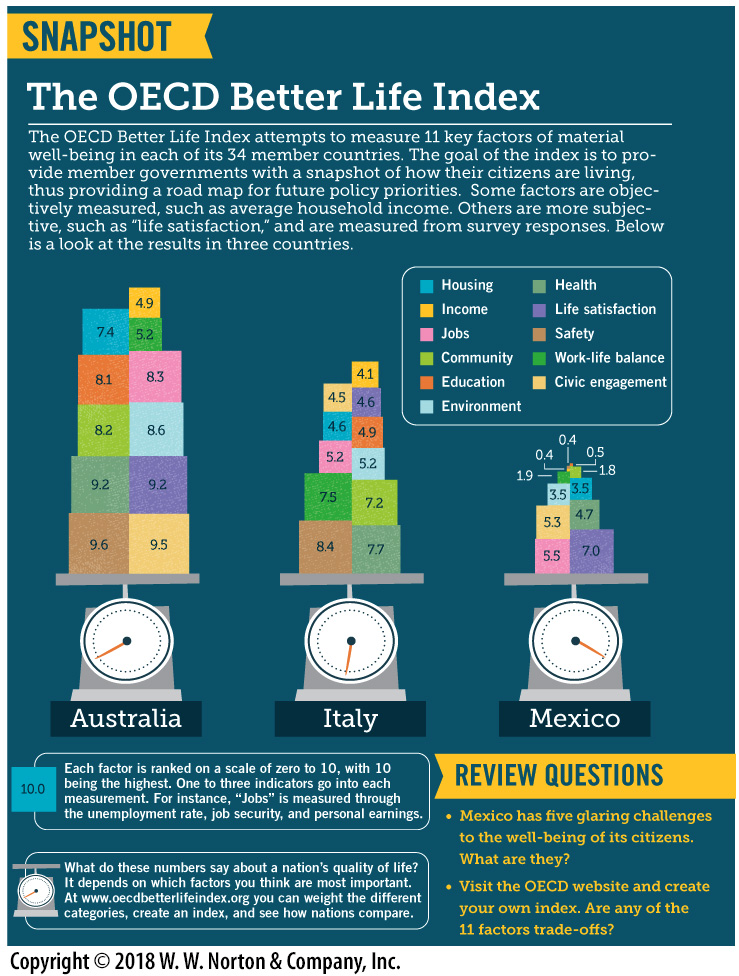 SNAPSHOT
The OECD Better Life Index
The OECD Better Life Index attempts to measure 11 key factors of material
well-being in each of its 34 member countries. The goal of the index is to pro-
vide member governments with a snapshot of how their citizens are living,
thus providing a road map for future policy priorities.  Some factors are objec-
tively measured, such as average household income. Others are more subjec-
tive, such as “life satisfaction,” and are measured from survey responses. Below
is a look at the results in three countries.
Housing
Income
Jobs
Community
Education
Environment
Health
Life satisfaction
Safety
Work-life balance
Civic engagement
4.9
7.4
5.2
8.1
8.3
8.2
8.6
9.2
9.2
9.6
9.5
Australia
4.1
4.5
4.6
4.6
4.9
5.2
5.2
7.5
7.2
8.4
7.7
Italy
0.4
0.4
0.5
1.9
1.8
3.5
3.5
5.3
4.7
5.5
7.0
Mexico
10.0
Each factor is ranked on a scale of zero to 10, with 10
being the highest. One to three indicators go into each
measurement. For instance, “Jobs” is measured through
the unemployment rate, job security, and personal earnings.
What do these numbers say about a nation’s quality of life?
It depends on which factors you think are most important.
At www.oecdbetterlifeindex.org you can weight the different
categories, create an index, and see how nations compare.
REVIEW QUESTIONS
• Mexico has five glaring challenges
to the well-being of its citizens.
What are they?
• Visit the OECD website and create
your own index. Are any of the
11 factors trade-offs?
Copyright © 2018 W. W. Norton & Company, Inc.